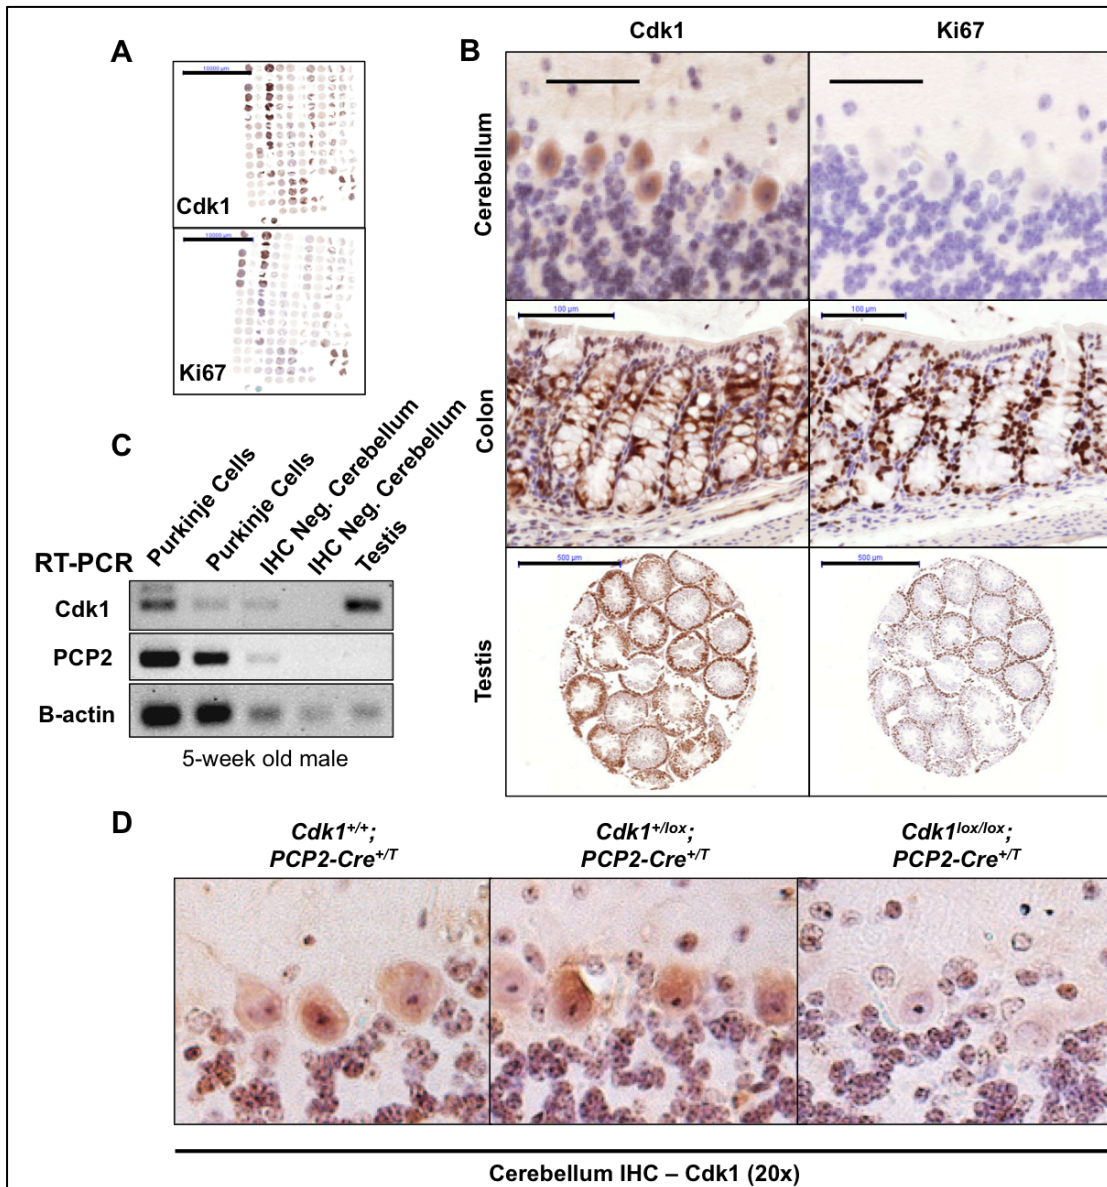 A
10000 µm
Cdk1
10000 µm
Ki67
B
Cdk1
Ki67
Cerebellum
Colon
100 µm
100 µm
Testis
500 µm
500 µm
C
Purkinje Cells
Purkinje Cells
IHC Neg. Cerebellum
IHC Neg. Cerebellum
Testis
RT-PCR
Cdk1
PCP2
B-actin
5-week old male
D
Cdk1+/+;
PCP2-Cre+/T
Cdk1+/lox;
PCP2-Cre+/T
Cdk1lox/lox;
PCP2-Cre+/T
Cerebellum IHC – Cdk1 (20x)